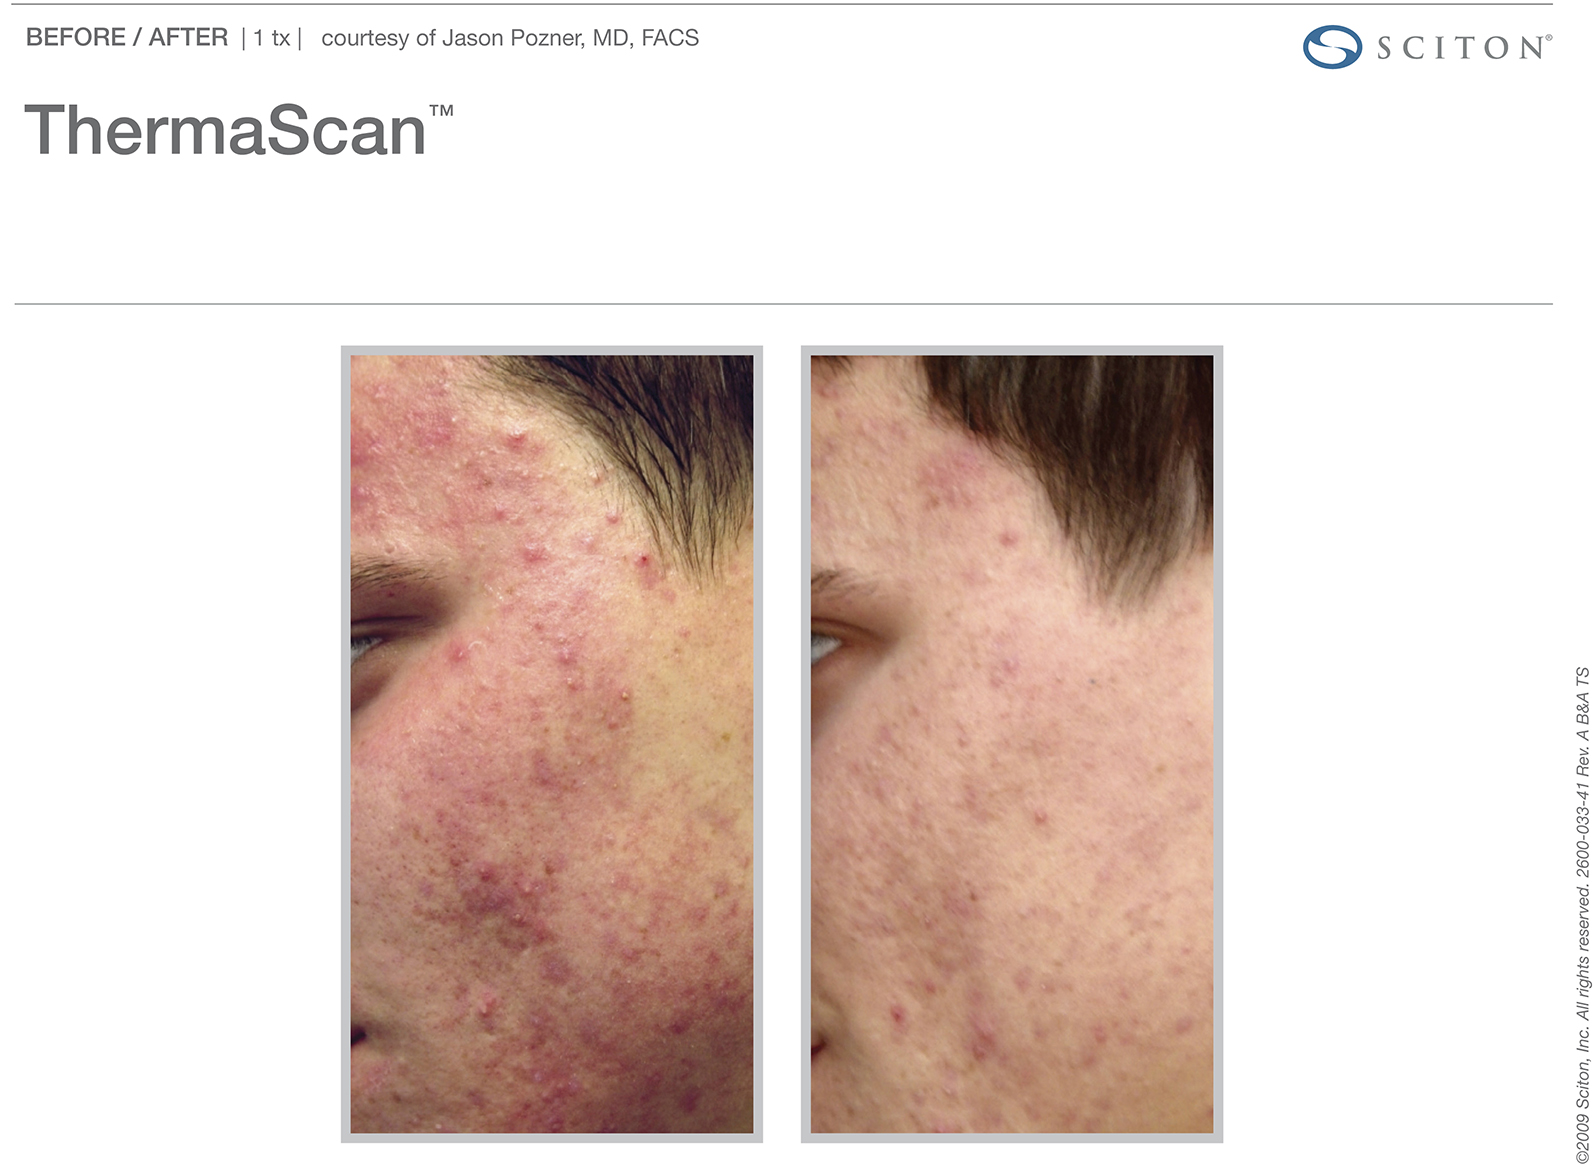 BEFORE / AFTER | 1 tx | courtesy of Jason Pozner, MD, FACS
SCITON®
ThermaScan™
©2009 Sciton, Inc. All rights reserved. 2600-033-41 Rev. A B&A TS